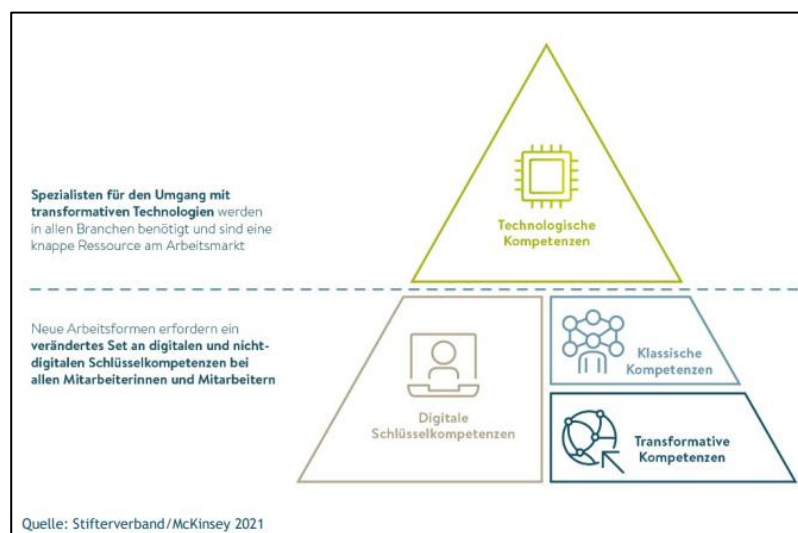 Spezialisten für den Umgang mit
transformativen Technologien werden
in allen Branchen benötigt und sind eine
knappe Ressource am Arbeitsmarkt
Technologische
Kompetenzen
Neue Arbeitsformen erfordern ein
verändertes Set an digitalen und nicht-
digitalen Schlüsselkompetenzen bei
allen Mitarbeiterinnen und Mitarbeitern
Digitale
Schlüsselkompetenzen
Klassische
Kompetenzen
Transformative
Kompetenzen
Quelle: Stifterverband/McKinsey 2021